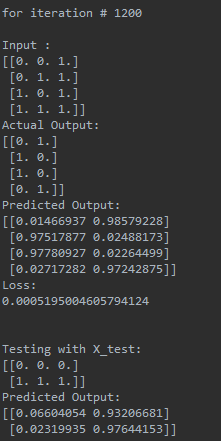 for iteration # 1200
Input :
[[0. 0. 1.]
[0. 1. 1.]
[1. 0. 1.]
[1. 1. 1.]]
Actual Output:
[[0. 1.]
[1. 0.]
[1. 0.]
[0. 1.]]
Predicted Output:
[[0.01466937 0.98579228]
[0.97517877 0.02488173]
[0.97780927 0.02264499]
[0.02717282 0.97242875]]
Loss:
0.0005195004605794124
Testing with X_test:
[[0. 0. 0.]
[1. 1. 1.]]
Predicted Output:
[[0.06604054 0.93206681]
[0.02319935 0.97644153]]